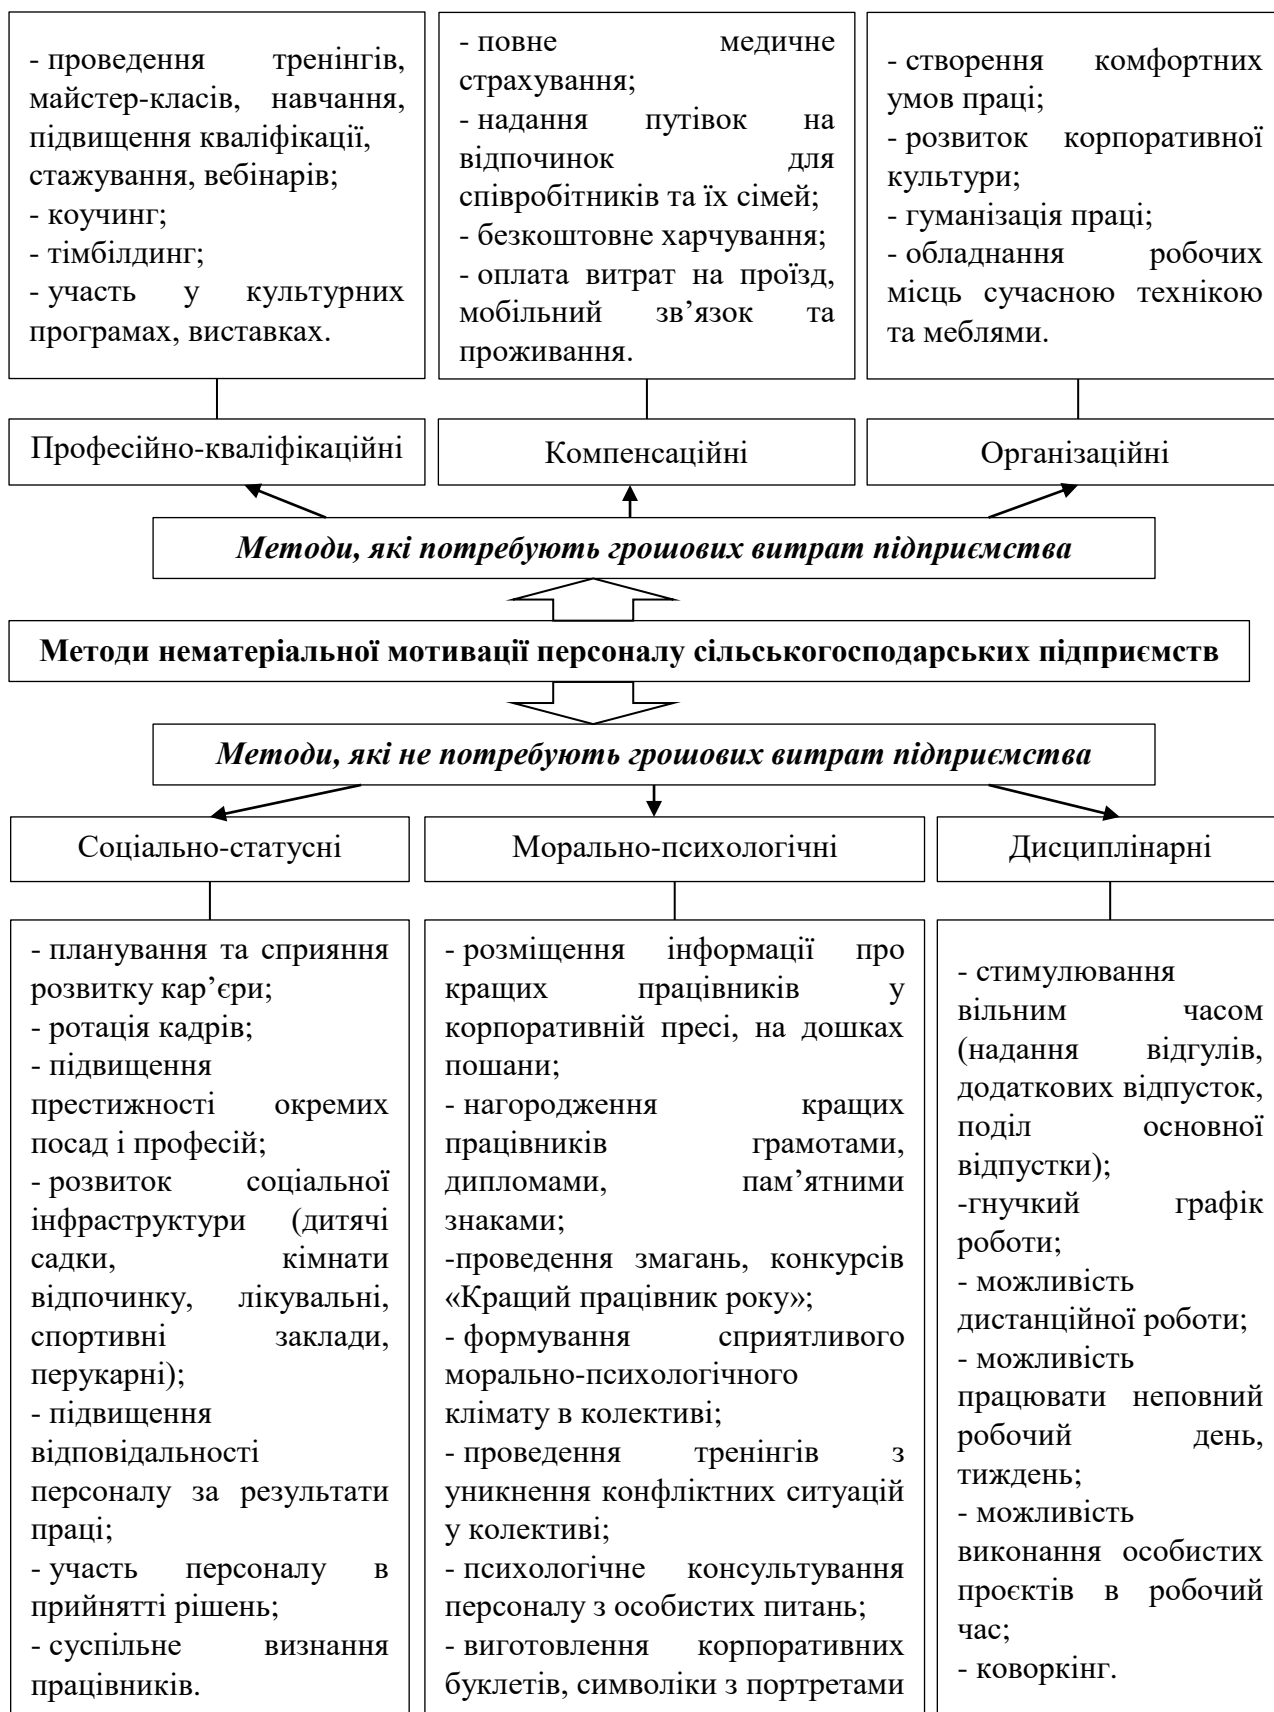 - проведення тренінгів,
майстер-класів, навчання,
підвищення кваліфікації,
стажування, вебінарів;
- коучинг;
- тімбілдинг;
- участь у культурних
програмах, виставках.
- повне медичне
страхування;
- надання путівок на
відпочинок для
співробітників та їх сімей;
- безкоштовне харчування;
- оплата витрат на проїзд,
мобільний зв’язок та
проживання.
- створення комфортних
умов праці;
- розвиток корпоративної
культури;
- гуманізація праці;
- обладнання робочих
місць сучасною технікою
та меблями.
Професійно-кваліфікаційні
Компенсаційні
Організаційні
Методи, які потребують грошових витрат підприємства
Методи нематеріальної мотивації персоналу сільськогосподарських підприємств
Методи, які не потребують грошових витрат підприємства
Соціально-статусні
Морально-психологічні
Дисциплінарні
- планування та сприяння
розвитку кар’єри;
- ротація кадрів;
- підвищення
престижності окремих
посад і професій;
- розвиток соціальної
інфраструктури (дитячі
садки, кімнати
відпочинку, лікувальні,
спортивні заклади,
перукарні);
- підвищення
відповідальності
персоналу за результати
праці;
- участь персоналу в
прийнятті рішень;
- суспільне визнання
працівників.
- розміщення інформації про
кращих працівників у
корпоративній пресі, на дошках
пошани;
- нагородження кращих
працівників грамотами,
дипломами, пам’ятними
знаками;
-проведення змагань, конкурсів
«Кращий працівник року»;
- формування сприятливого
морально-психологічного
клімату в колективі;
- проведення тренінгів з
уникнення конфліктних ситуацій
у колективі;
- психологічне консультування
персоналу з особистих питань;
- виготовлення корпоративних
буклетів, символіки з портретами
- стимулювання
вільним часом
(надання відгулів,
додаткових відпусток,
поділ основної
відпустки);
-гнучкий графік
роботи;
- можливість
дистанційної роботи;
- можливість
працювати неповний
робочий день,
тиждень;
- можливість
виконання особистих
проєктів в робочий
час;
- коворкінг.